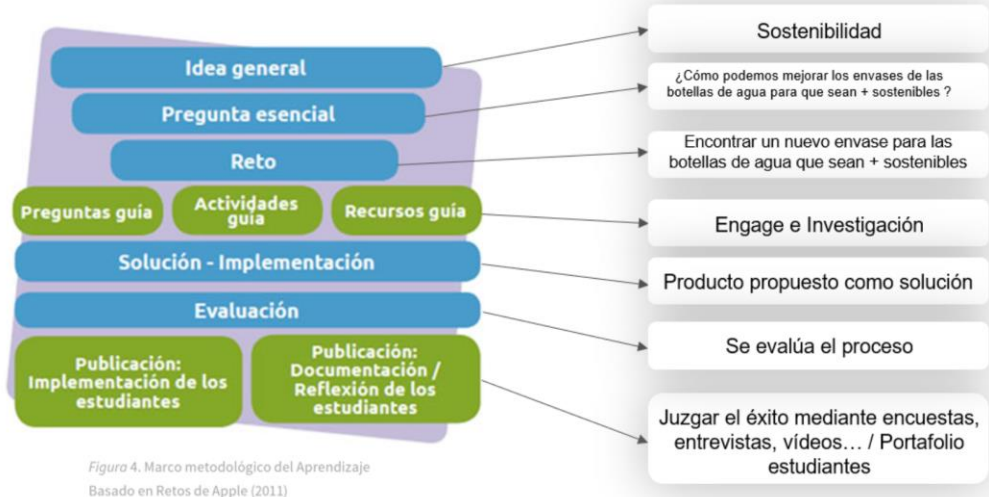 Idea general
Pregunta esencial
Reto
Preguntas guía
Actividades
guía
Recursos guía
Solución - Implementación
Evaluación
Publicación:
Implementación de los
estudiantes
Publicación:
Documentación /
Reflexión de los
estudiantes
Figura 4. Marco metodológico del Aprendizaje
Basado en Retos de Apple (2011)
Sostenibilidad
¿Cómo podemos mejorar los envases de las
botellas de agua para que sean + sostenibles ?
Encontrar un nuevo envase para las
botellas de agua que sean + sostenibles
Engage e Investigación
Producto propuesto como solución
Se evalúa el proceso
Juzgar el éxito mediante encuestas,
entrevistas, vídeos… / Portafolio
estudiantes